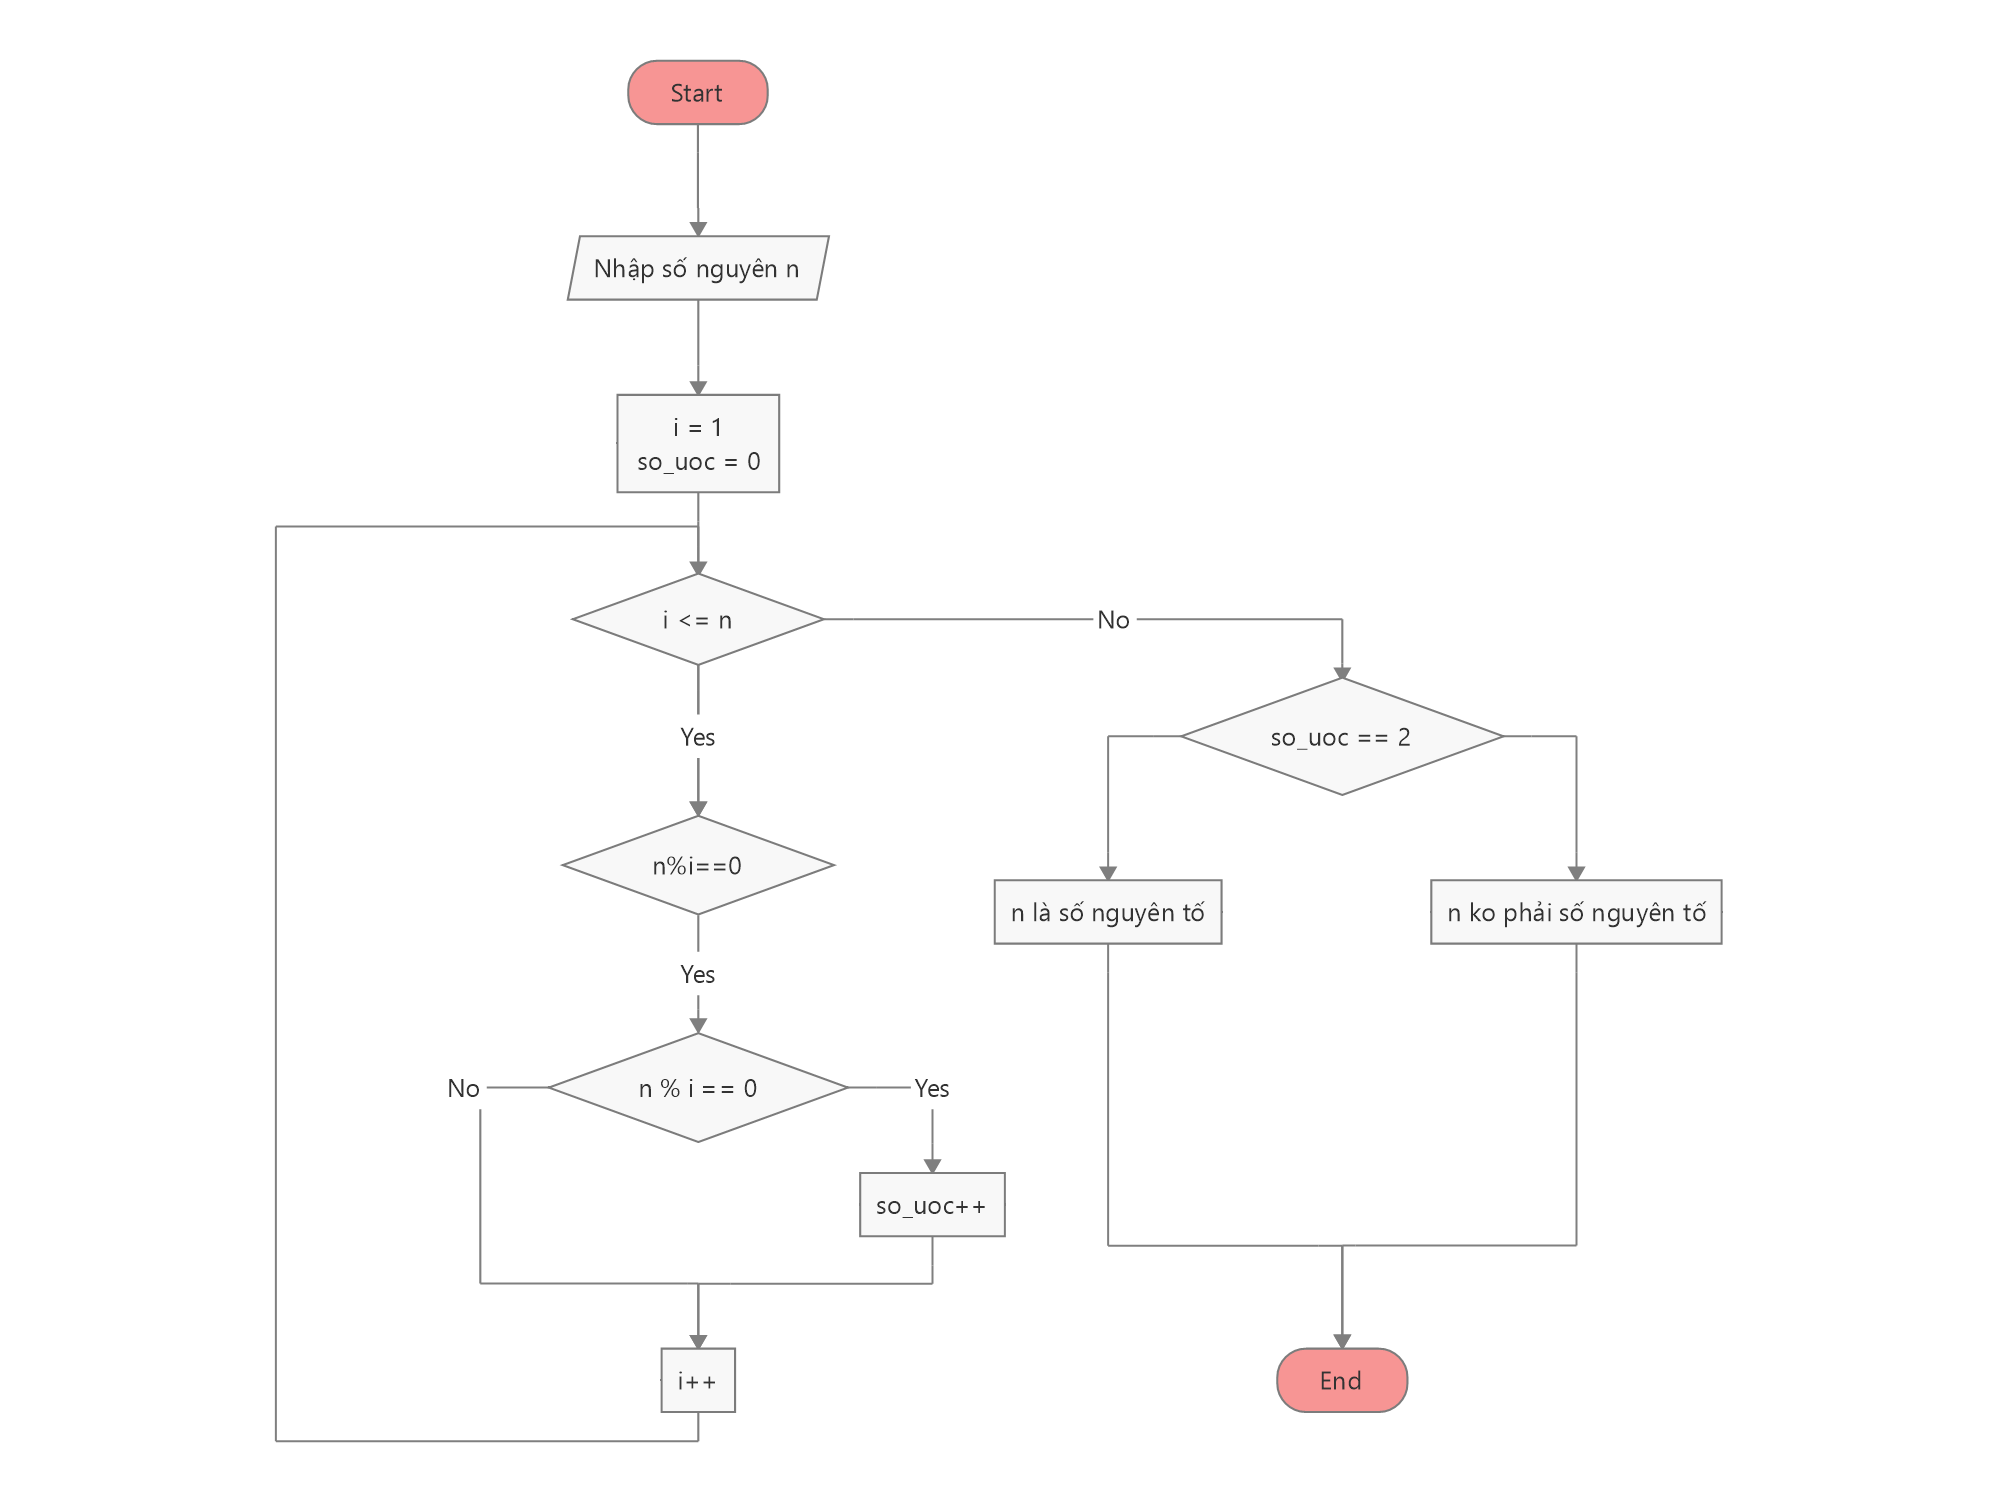 Start
Nhập số nguyên n
i = 1
so_uoc = 0
i <= n
No
Yes
so_uoc == 2
n%i==0
n là số nguyên tố
n ko phải số nguyên tố
Yes
No
n % i == 0
Yes
so_uoc++
i++
End